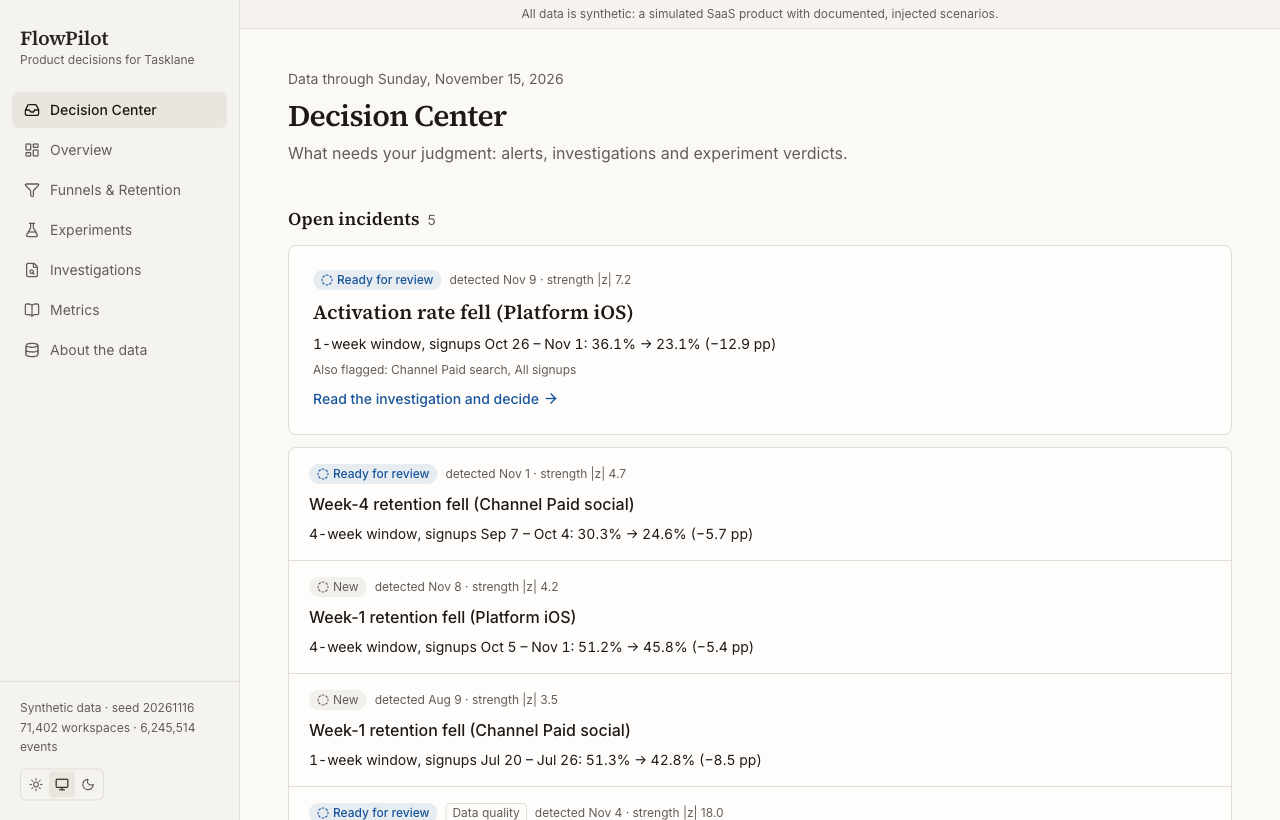 All data is synthetic: a simulated SaaS product with documented, injected scenarios.
FlowPilot
Product decisions for Tasklane
Decision Center
Overview
Funnels & Retention
Experiments
Investigations
Metrics
About the data
Synthetic data · seed 20261116
71,402 workspaces · 6,245,514
events
Data through Sunday, November 15, 2026
Decision Center
What needs your judgment: alerts, investigations and experiment verdicts.
Open incidents 5
Ready for review detected Nov 9 · strength |z| 7.2
Activation rate fell (Platform iOS)
1-week window, signups Oct 26 – Nov 1: 36.1% → 23.1% (−12.9 pp)
Also flagged: Channel Paid search, All signups
Read the investigation and decide →
Ready for review detected Nov 1 · strength |z| 4.7
Week-4 retention fell (Channel Paid social)
4-week window, signups Sep 7 – Oct 4: 30.3% → 24.6% (−5.7 pp)
New detected Nov 8 · strength |z| 4.2
Week-1 retention fell (Platform iOS)
4-week window, signups Oct 5 – Nov 1: 51.2% → 45.8% (−5.4 pp)
New detected Aug 9 · strength |z| 3.5
Week-1 retention fell (Channel Paid social)
1-week window, signups Jul 20 – Jul 26: 51.3% → 42.8% (−8.5 pp)
Ready for review Data quality detected Nov 4 · strength |z| 18.0